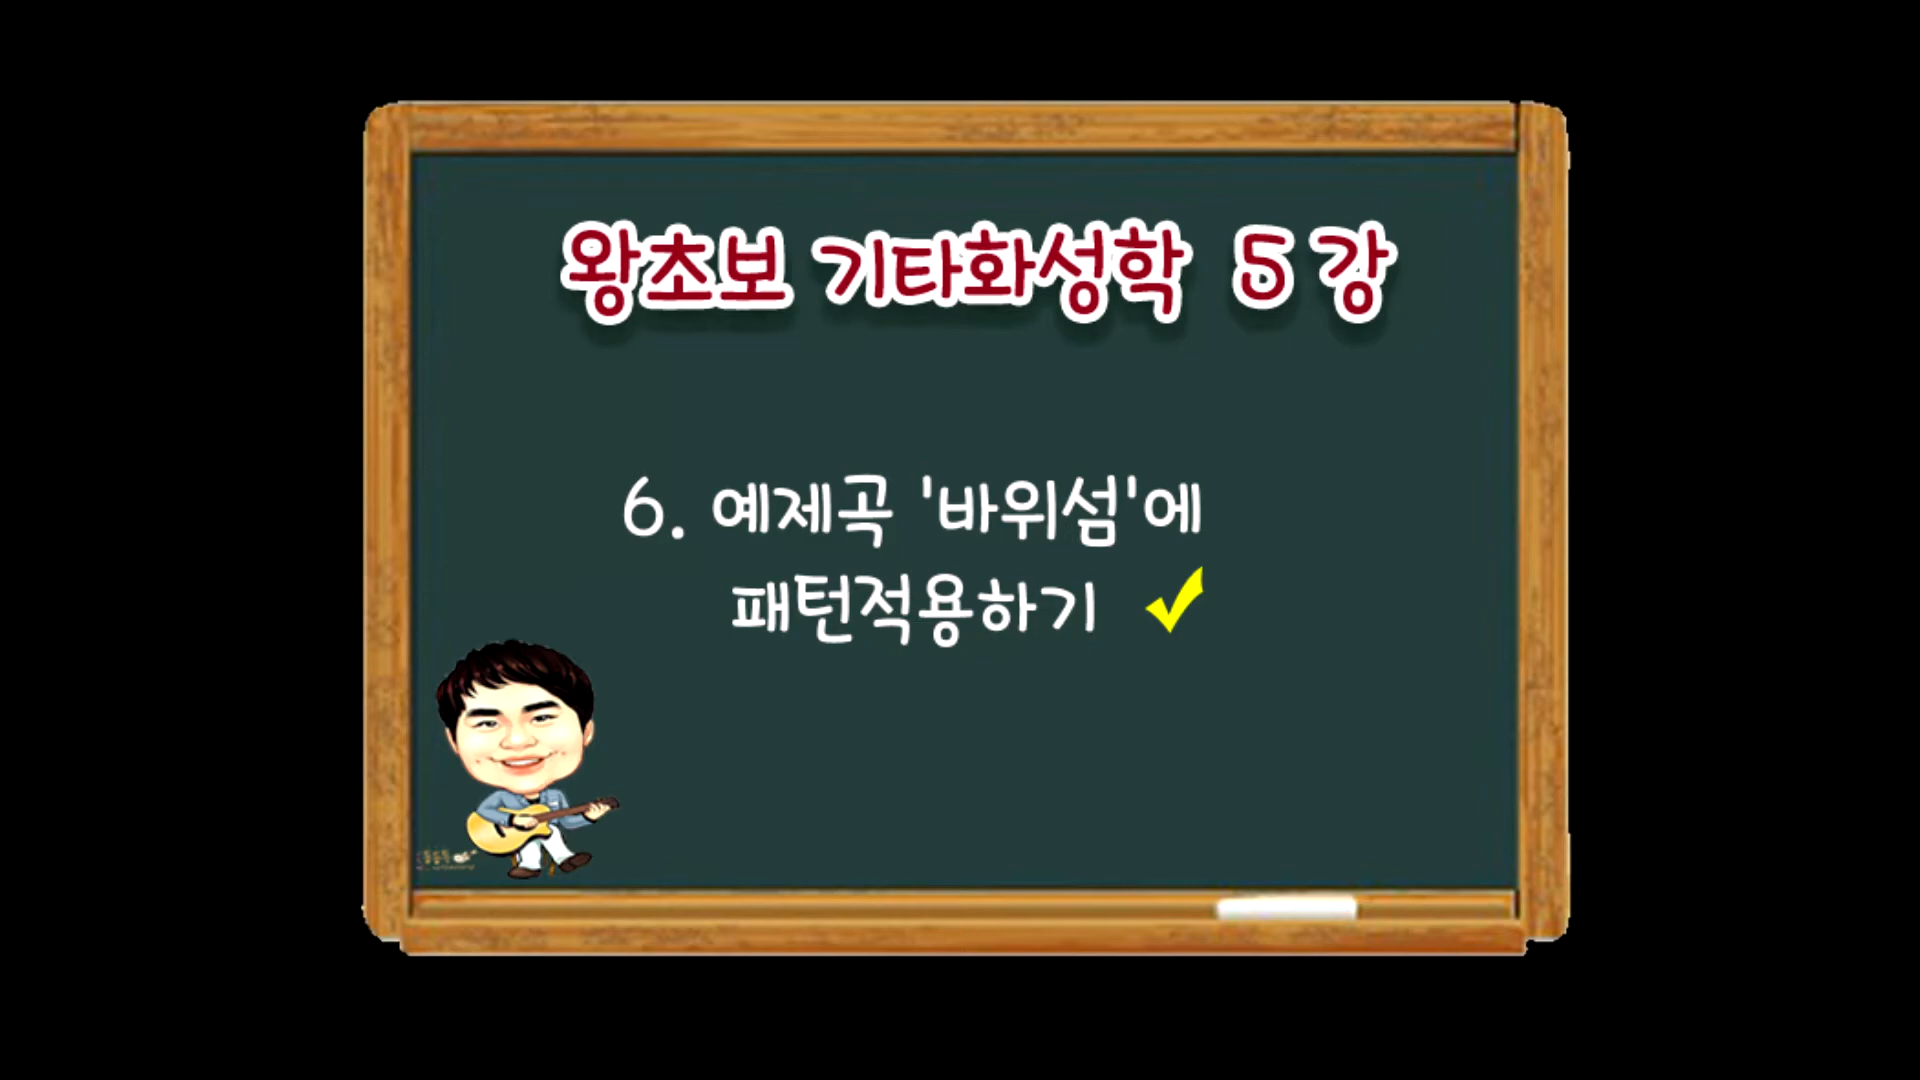 왕초보 기타화성학 5강
6. 예제곡 '바위섬'에
패턴적용하기